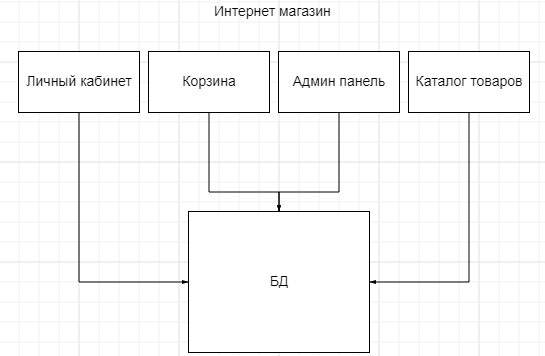 Интернет магазин
Личный кабинет
Корзина
Админ панель
Каталог товаров
БД